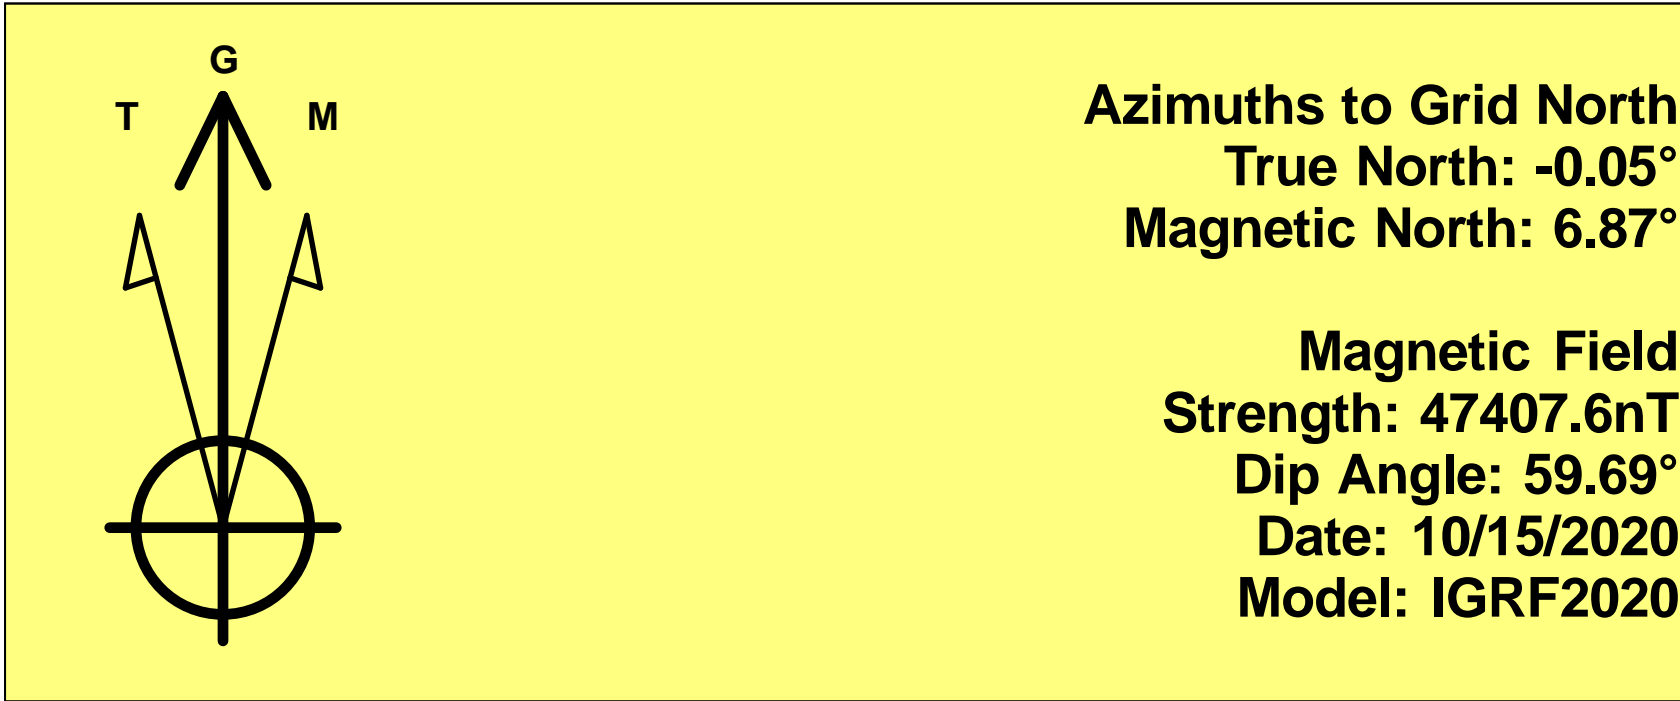 G
T
M
Azimuths to Grid North
True North: -0.05°
Magnetic North: 6.87°
Magnetic Field
Strength: 47407.6nT
Dip Angle: 59.69°
Date: 10/15/2020
Model: IGRF2020